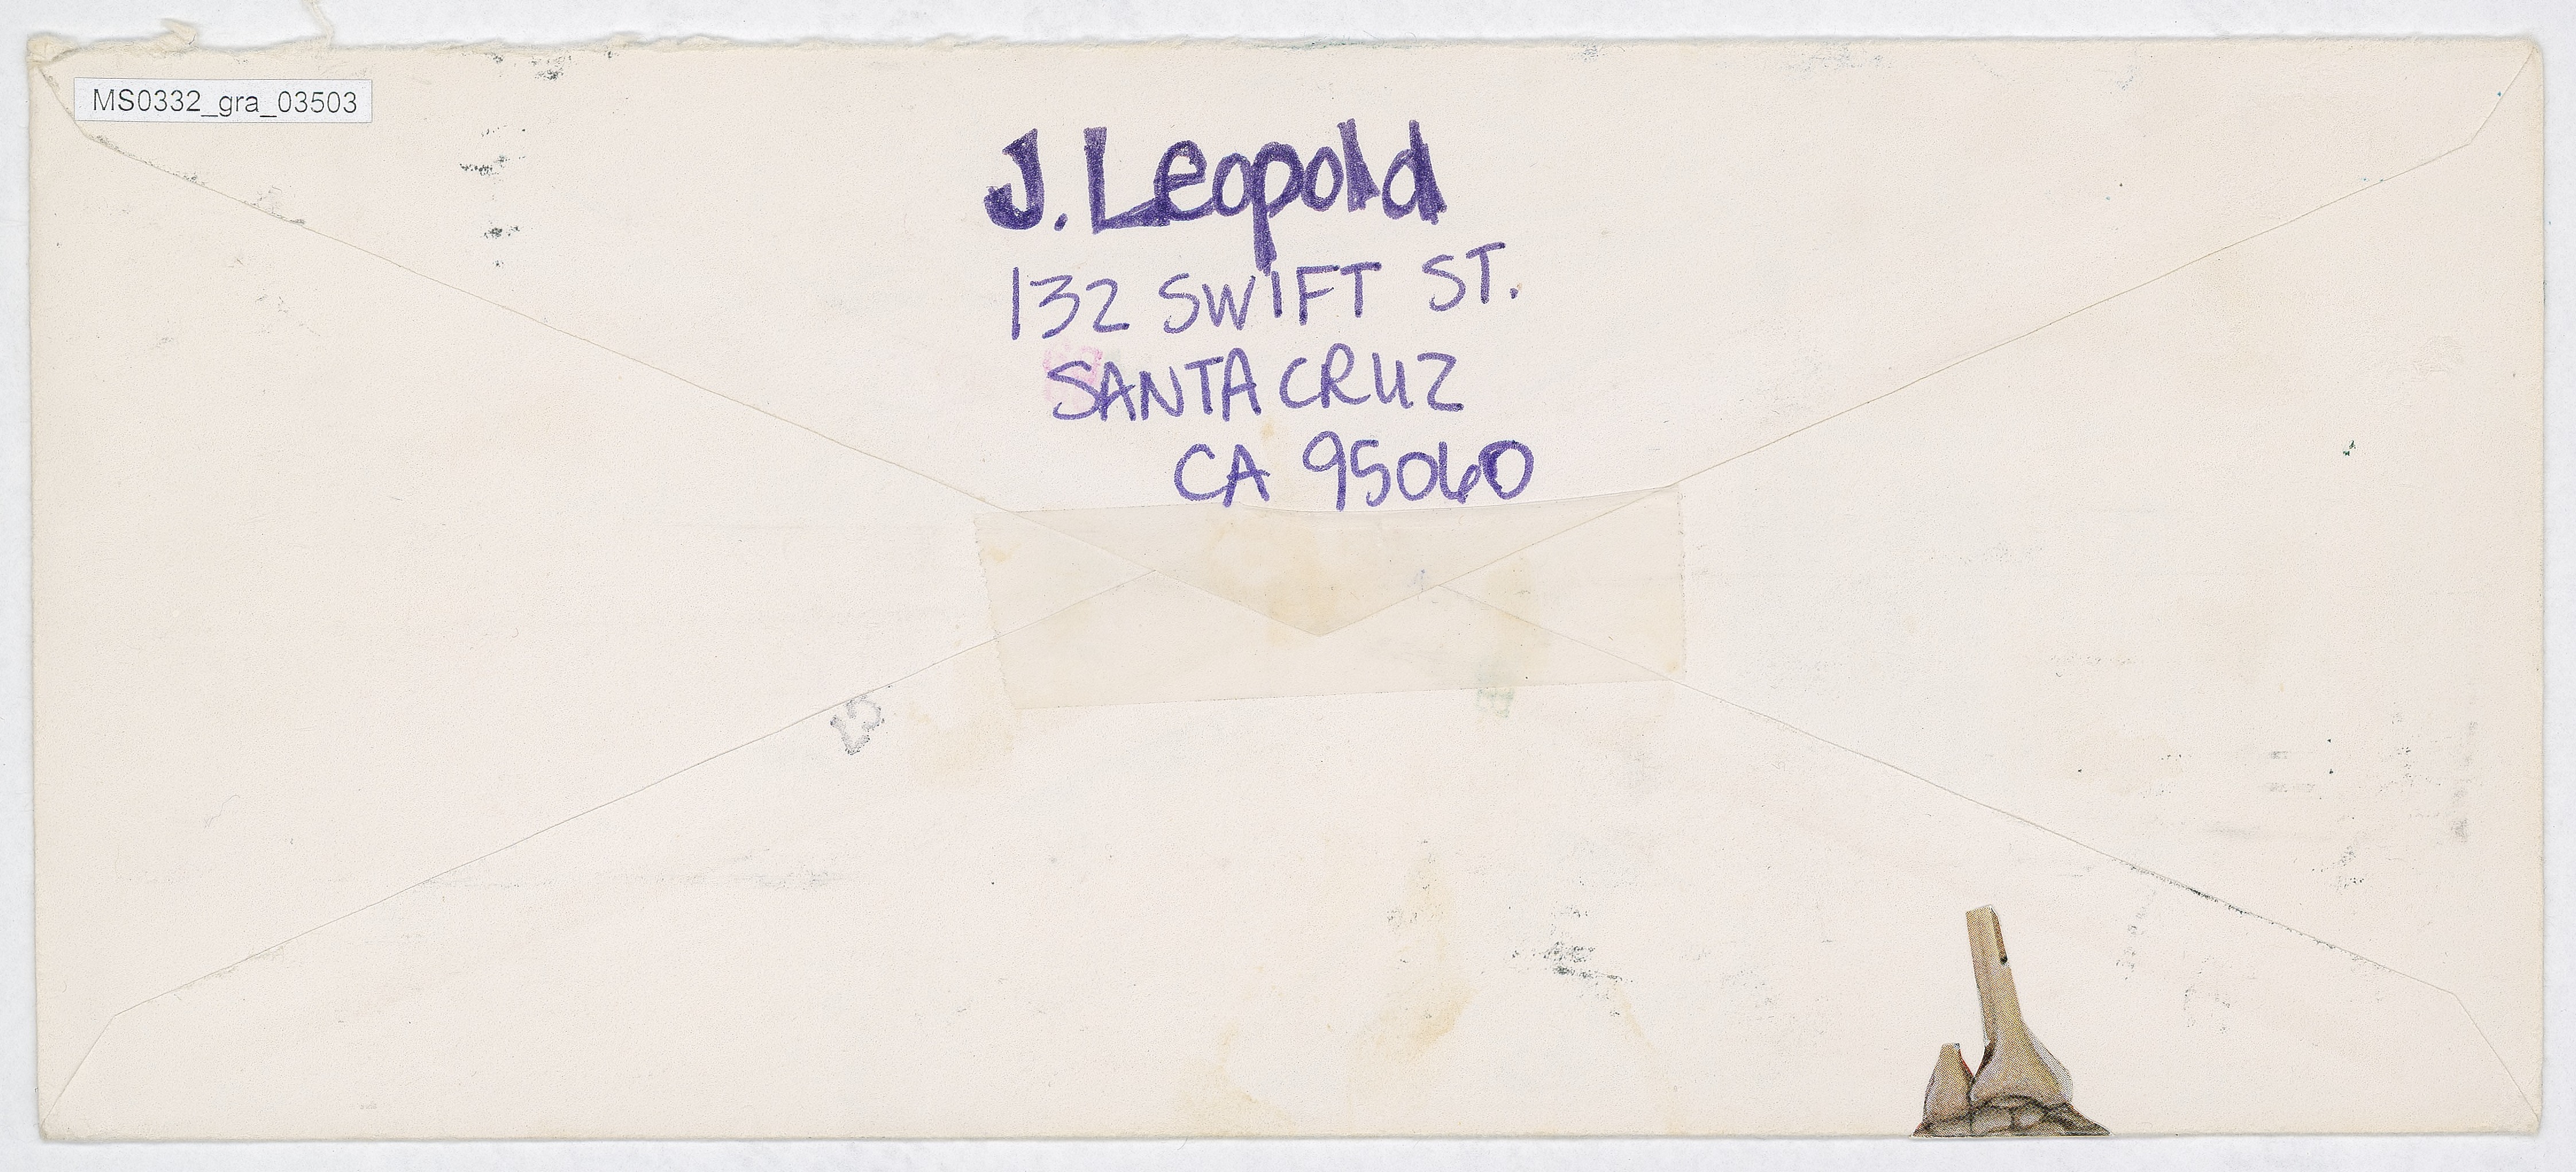 MS0332_gra_03503
J. Leopold
132 SWIFT ST.
SANTA CRUZ
CA 95060